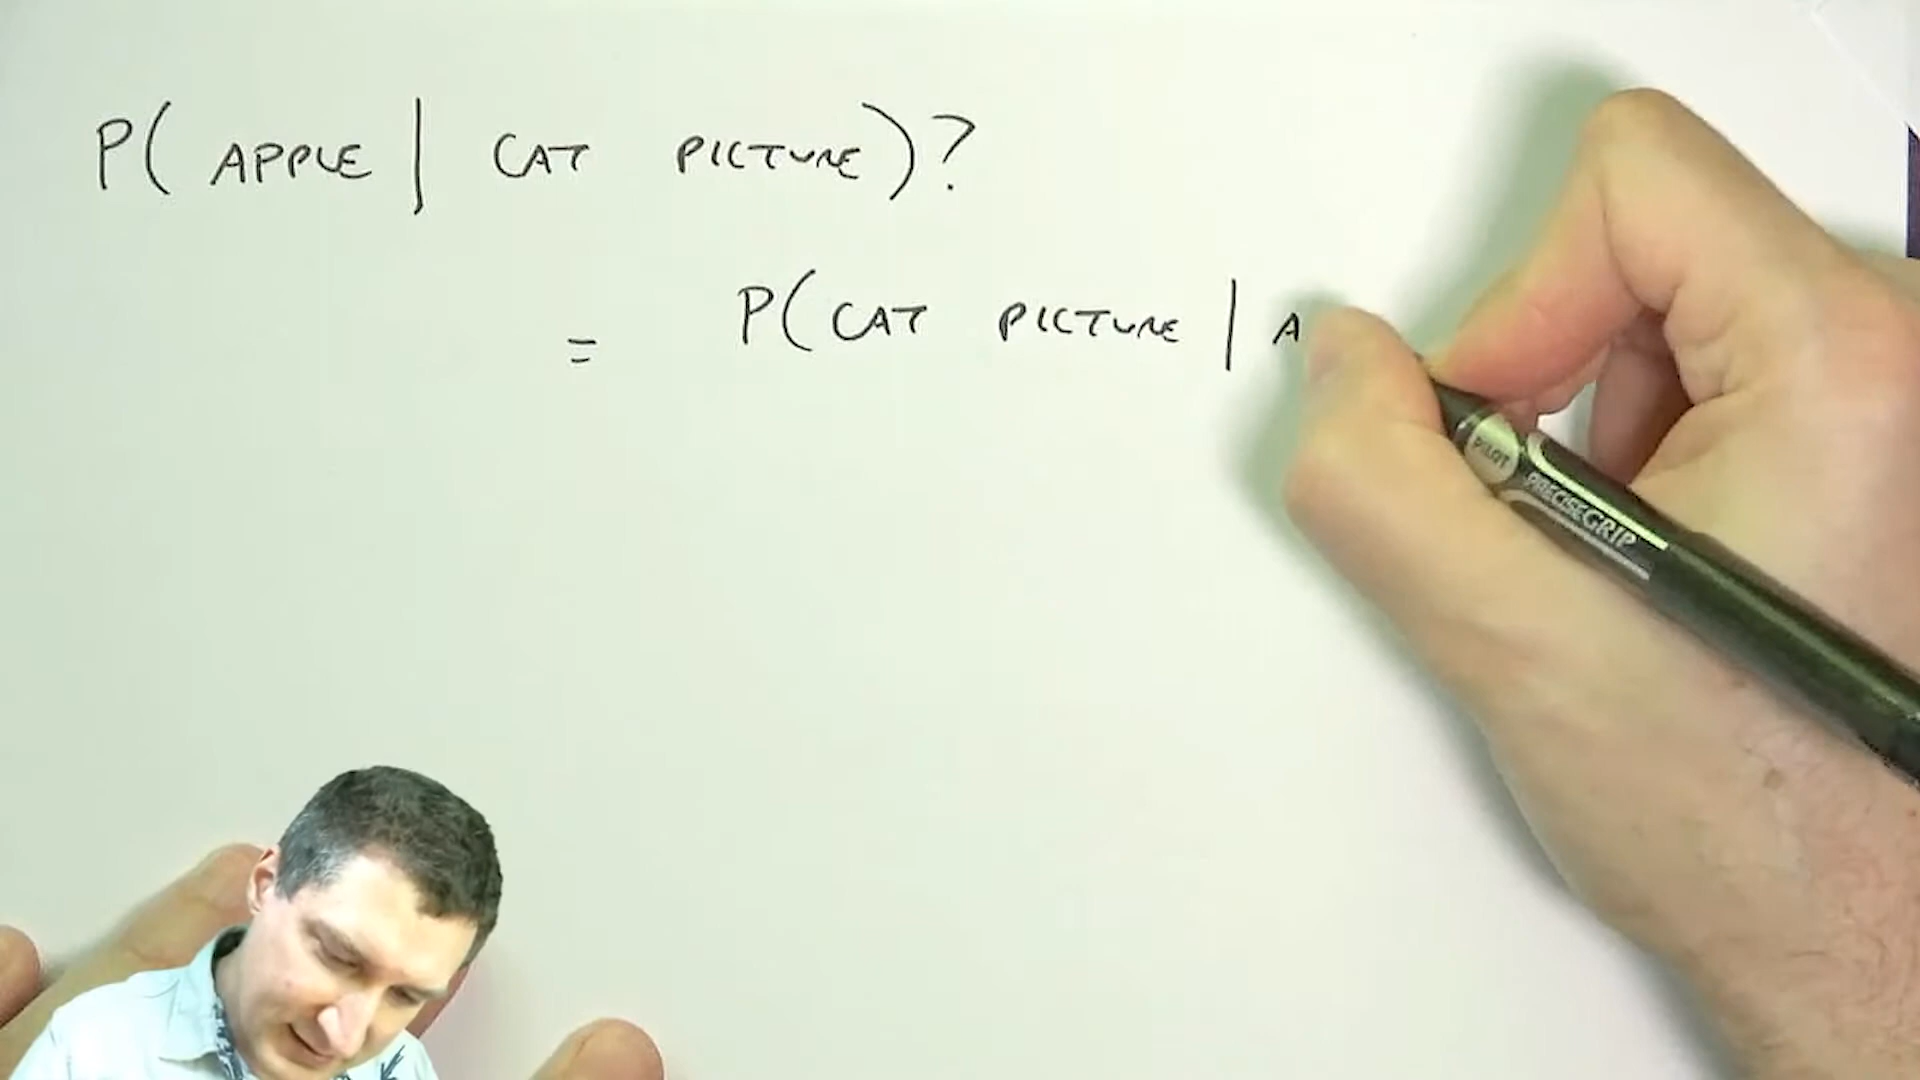 P( APPLE | CAT PICTURE )?
= P( CAT PICTURE | A
PILOT
PRECISEGRIP